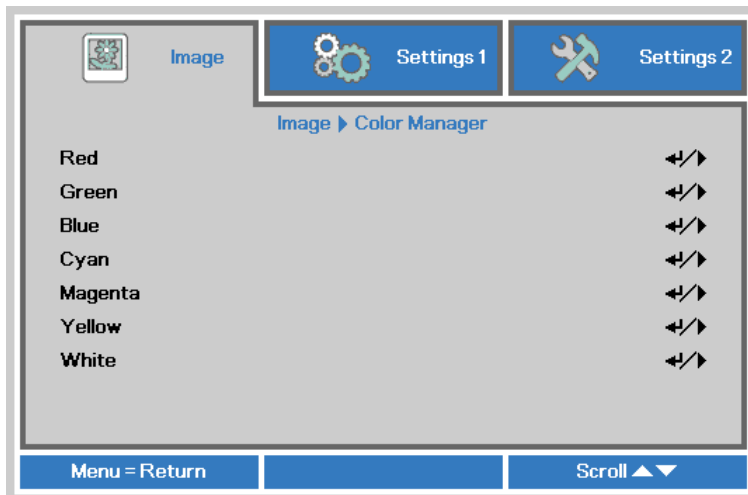 Image Settings 1 Settings 2
Image ▶ Color Manager
Red ↵/▶
Green ↵/▶
Blue ↵/▶
Cyan ↵/▶
Magenta ↵/▶
Yellow ↵/▶
White ↵/▶
Menu = Return Scroll ▲▼